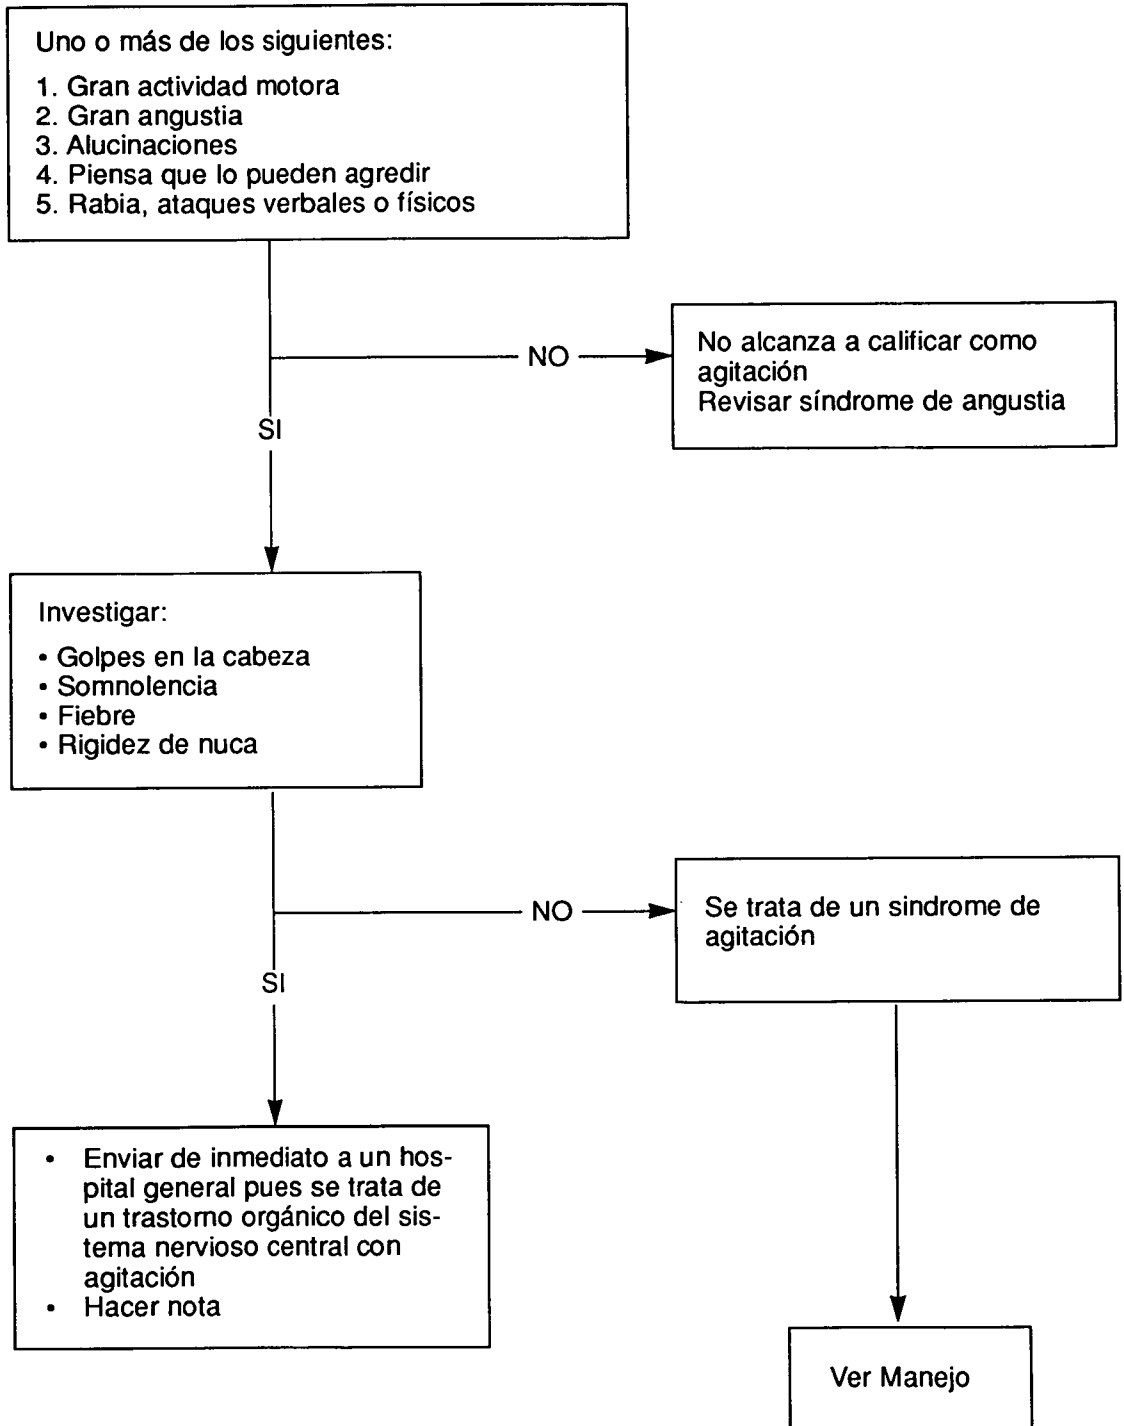 Uno o más de los siguientes:
1. Gran actividad motora
2. Gran angustia
3. Alucinaciones
4. Piensa que lo pueden agredir
5. Rabia, ataques verbales o físicos
NO
No alcanza a calificar como
agitación
Revisar síndrome de angustia
SI
Investigar:
• Golpes en la cabeza
• Somnolencia
• Fiebre
• Rigidez de nuca
NO
Se trata de un sindrome de
agitación
SI
• Enviar de inmediato a un hos-
pital general pues se trata de
un trastorno orgánico del sis-
tema nervioso central con
agitación
• Hacer nota
Ver Manejo